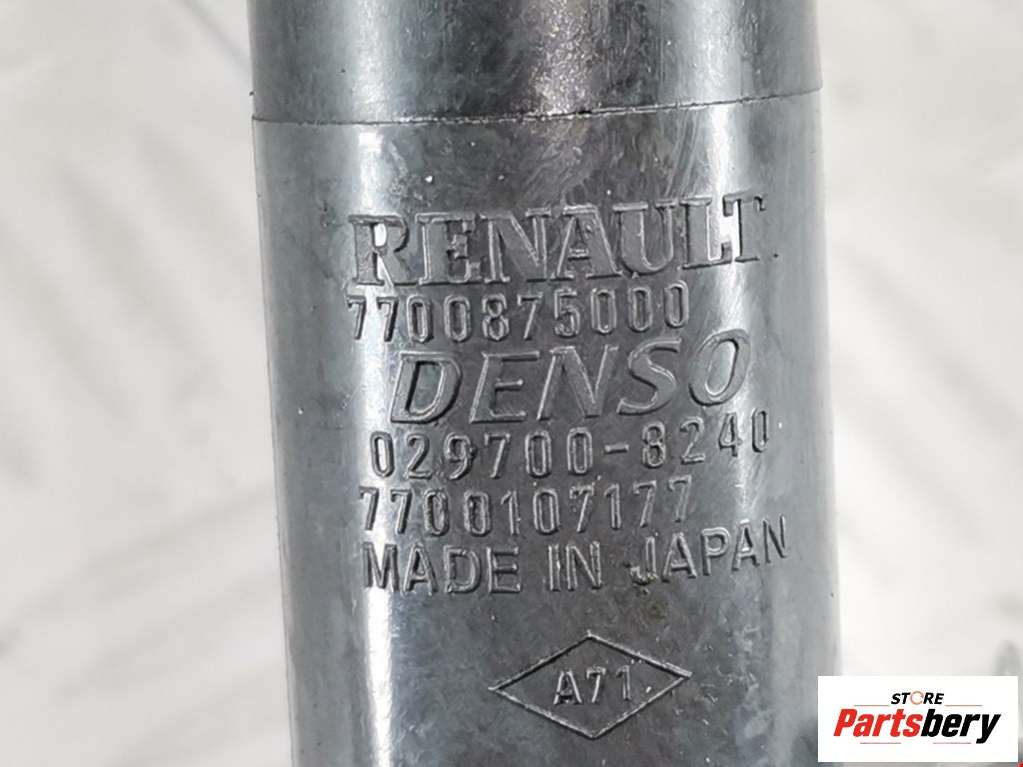 RENAULT
7700875000
DENSO
029700-8240
7700107177
MADE IN JAPAN
A71
STORE
Partsbery